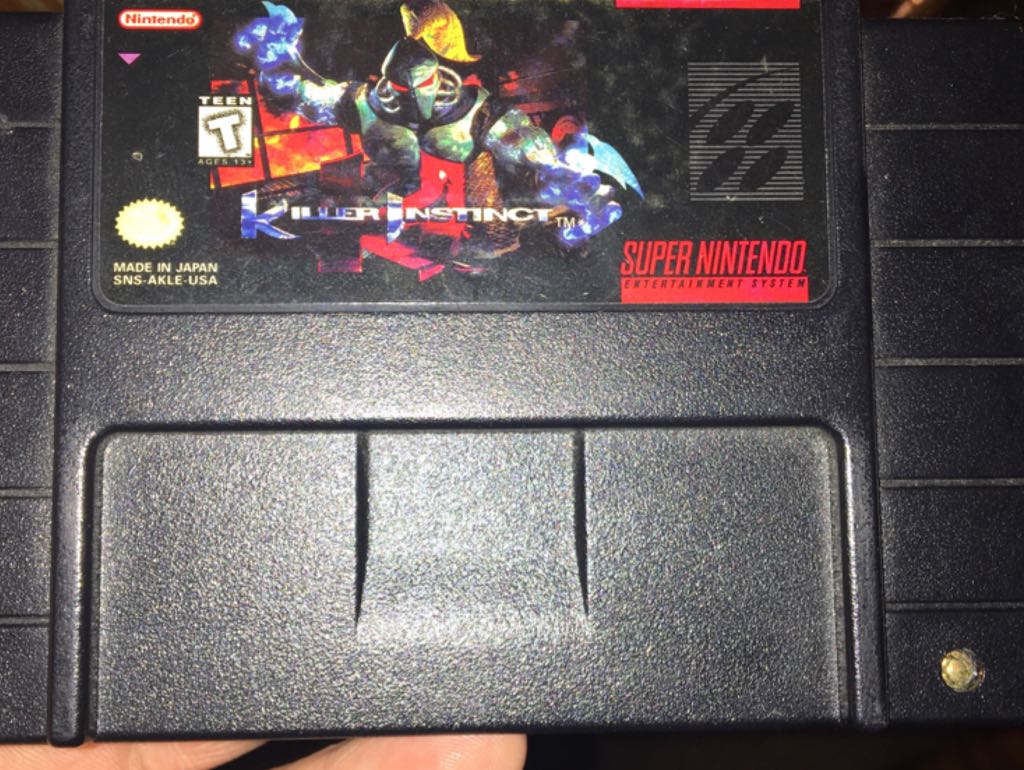 Nintendo®
TEEN
T
AGES 13+
KILLER INSTINCT™
MADE IN JAPAN
SNS-AKLE-USA
SUPER NINTENDO
ENTERTAINMENT SYSTEM